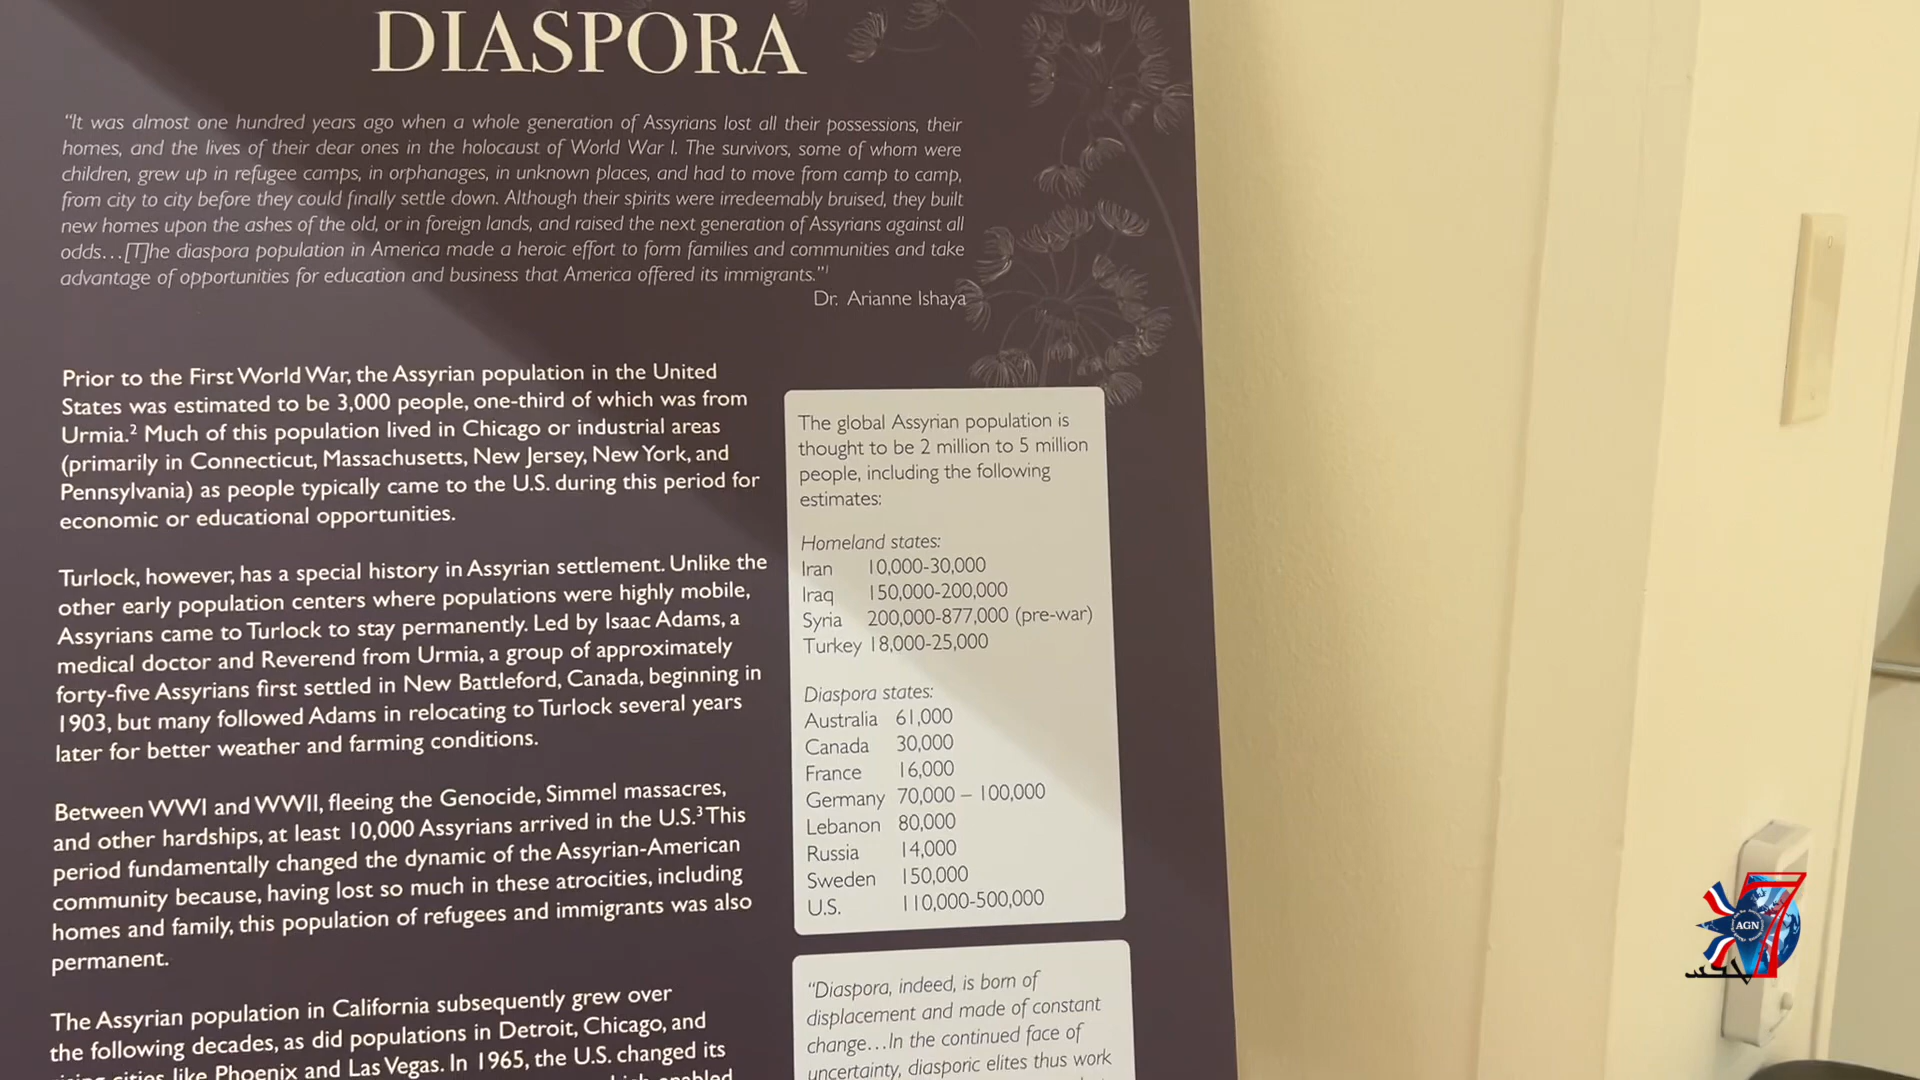 DIASPORA
“It was almost one hundred years ago when a whole generation of Assyrians lost all their possessions, their
homes, and the lives of their dear ones in the holocaust of World War I. The survivors, some of whom were
children, grew up in refugee camps, in orphanages, in unknown places, and had to move from camp to camp,
from city to city before they could finally settle down. Although their spirits were irredeemably bruised, they built
new homes upon the ashes of the old, or in foreign lands, and raised the next generation of Assyrians against all
odds…[T]he diaspora population in America made a heroic effort to form families and communities and take
advantage of opportunities for education and business that America offered its immigrants.”¹
Dr. Arianne Ishaya
Prior to the First World War, the Assyrian population in the United
States was estimated to be 3,000 people, one-third of which was from
Urmia.² Much of this population lived in Chicago or industrial areas
(primarily in Connecticut, Massachusetts, New Jersey, New York, and
Pennsylvania) as people typically came to the U.S. during this period for
economic or educational opportunities.
Turlock, however, has a special history in Assyrian settlement. Unlike the
other early population centers where populations were highly mobile,
Assyrians came to Turlock to stay permanently. Led by Isaac Adams, a
medical doctor and Reverend from Urmia, a group of approximately
forty-five Assyrians first settled in New Battleford, Canada, beginning in
1903, but many followed Adams in relocating to Turlock several years
later for better weather and farming conditions.
Between WWI and WWII, fleeing the Genocide, Simmel massacres,
and other hardships, at least 10,000 Assyrians arrived in the U.S.³ This
period fundamentally changed the dynamic of the Assyrian-American
community because, having lost so much in these atrocities, including
homes and family, this population of refugees and immigrants was also
permanent.
The Assyrian population in California subsequently grew over
the following decades, as did populations in Detroit, Chicago, and
cities like Phoenix and Las Vegas. In 1965, the U.S. changed its
enabled
The global Assyrian population is
thought to be 2 million to 5 million
people, including the following
estimates:
Homeland states:
Iran 10,000-30,000
Iraq 150,000-200,000
Syria 200,000-877,000 (pre-war)
Turkey 18,000-25,000
Diaspora states:
Australia 61,000
Canada 30,000
France 16,000
Germany 70,000 – 100,000
Lebanon 80,000
Russia 14,000
Sweden 150,000
U.S. 110,000-500,000
“Diaspora, indeed, is born of
displacement and made of constant
change…In the continued face of
uncertainty, diasporic elites thus work
7
AGN